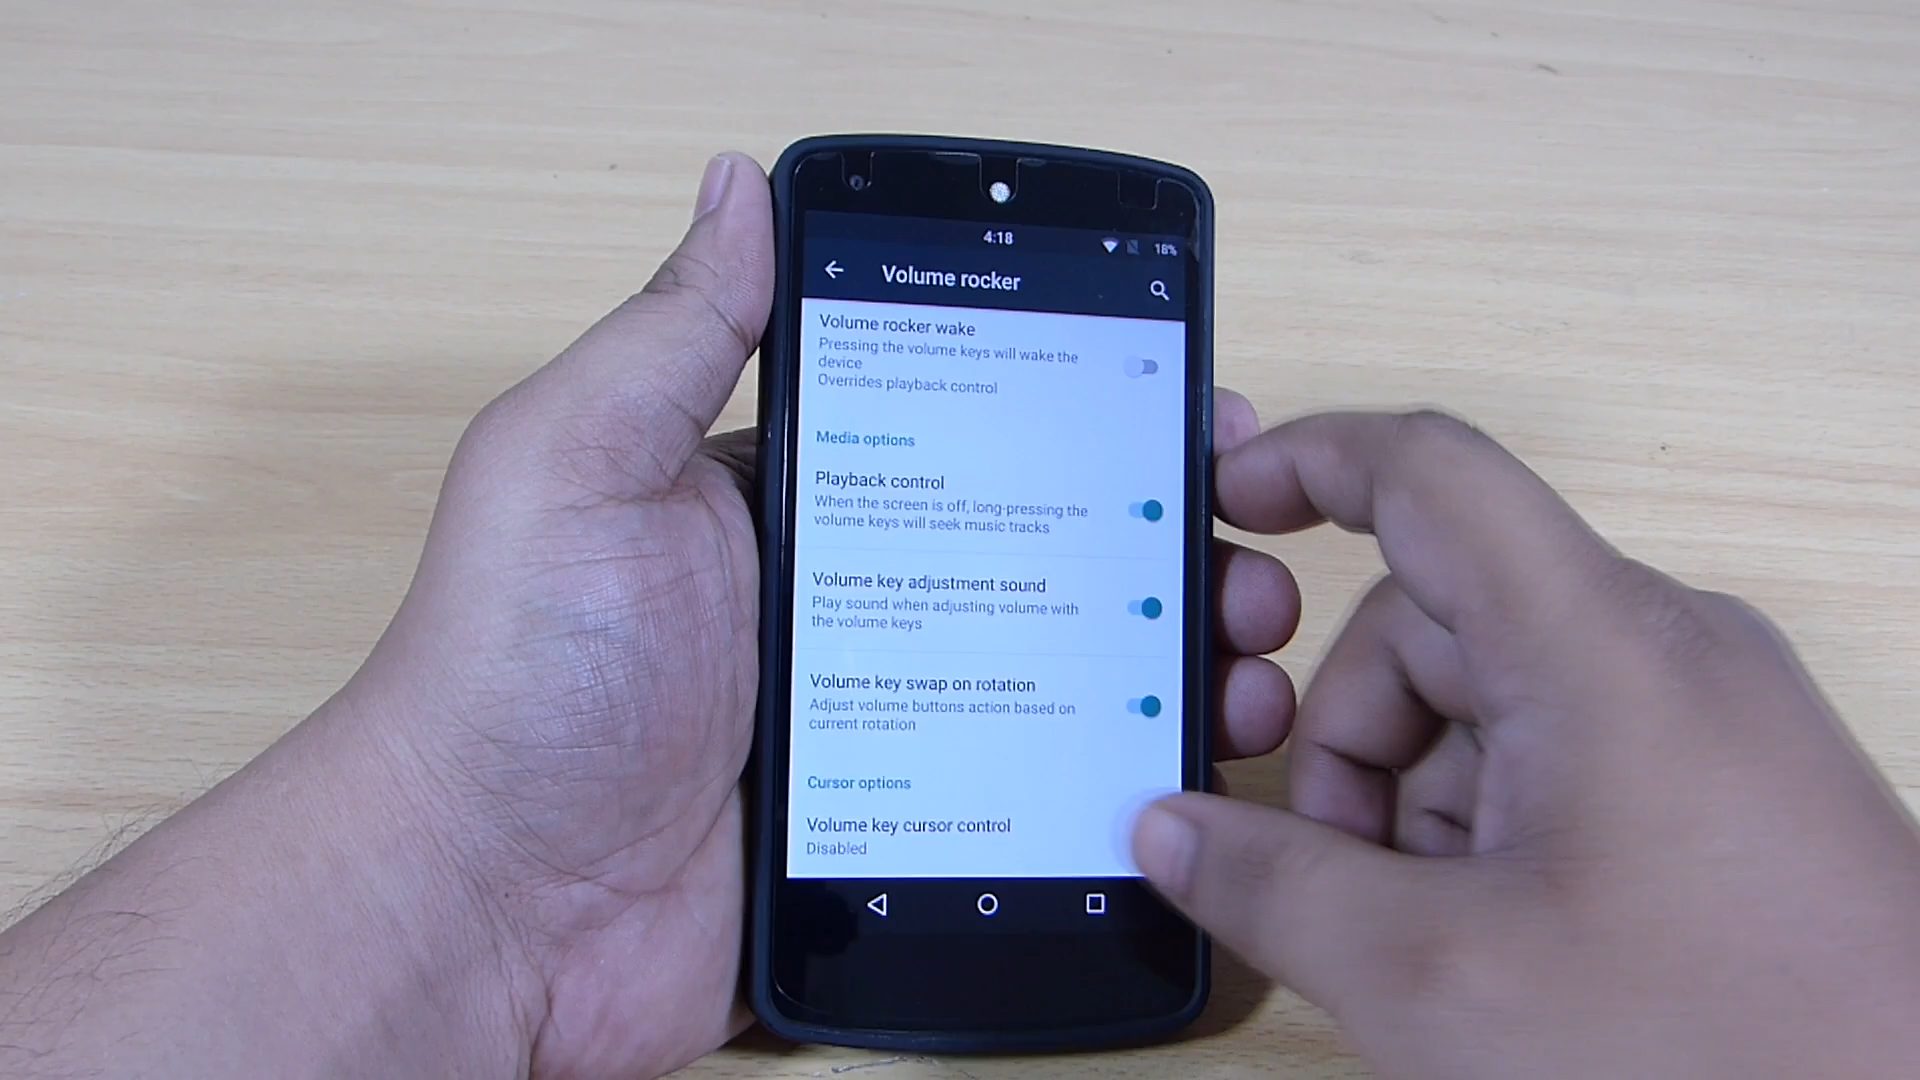 4:18
18%
Volume rocker
Volume rocker wake
Pressing the volume keys will wake the
device
Overrides playback control
Media options
Playback control
When the screen is off, long-pressing the
volume keys will seek music tracks
Volume key adjustment sound
Play sound when adjusting volume with
the volume keys
Volume key swap on rotation
Adjust volume buttons action based on
current rotation
Cursor options
Volume key cursor control
Disabled